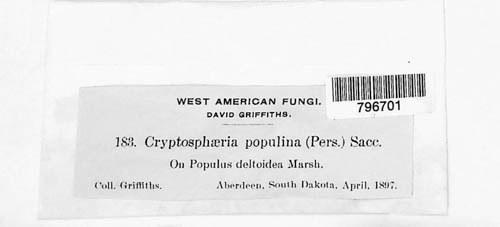 WEST AMERICAN FUNGI.
DAVID GRIFFITHS.
796701
183. Cryptosphæria populina (Pers.) Sacc.
On Populus deltoidea Marsh.
Coll. Griffiths. Aberdeen, South Dakota, April, 1897.